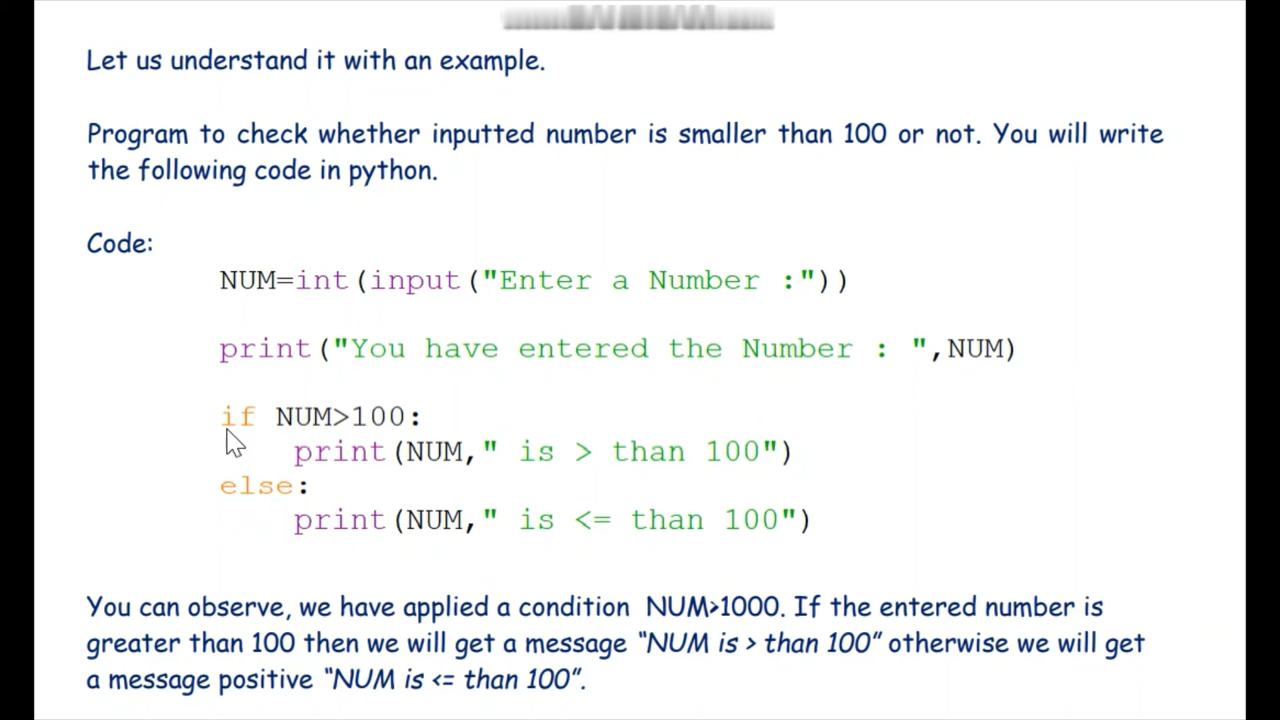 Let us understand it with an example.
Program to check whether inputted number is smaller than 100 or not. You will write
the following code in python.
Code:
NUM=int(input("Enter a Number :"))
print("You have entered the Number : ",NUM)
if NUM>100:
print(NUM," is > than 100")
else:
print(NUM," is <= than 100")
You can observe, we have applied a condition NUM>1000. If the entered number is
greater than 100 then we will get a message “NUM is > than 100” otherwise we will get
a message positive “NUM is <= than 100”.